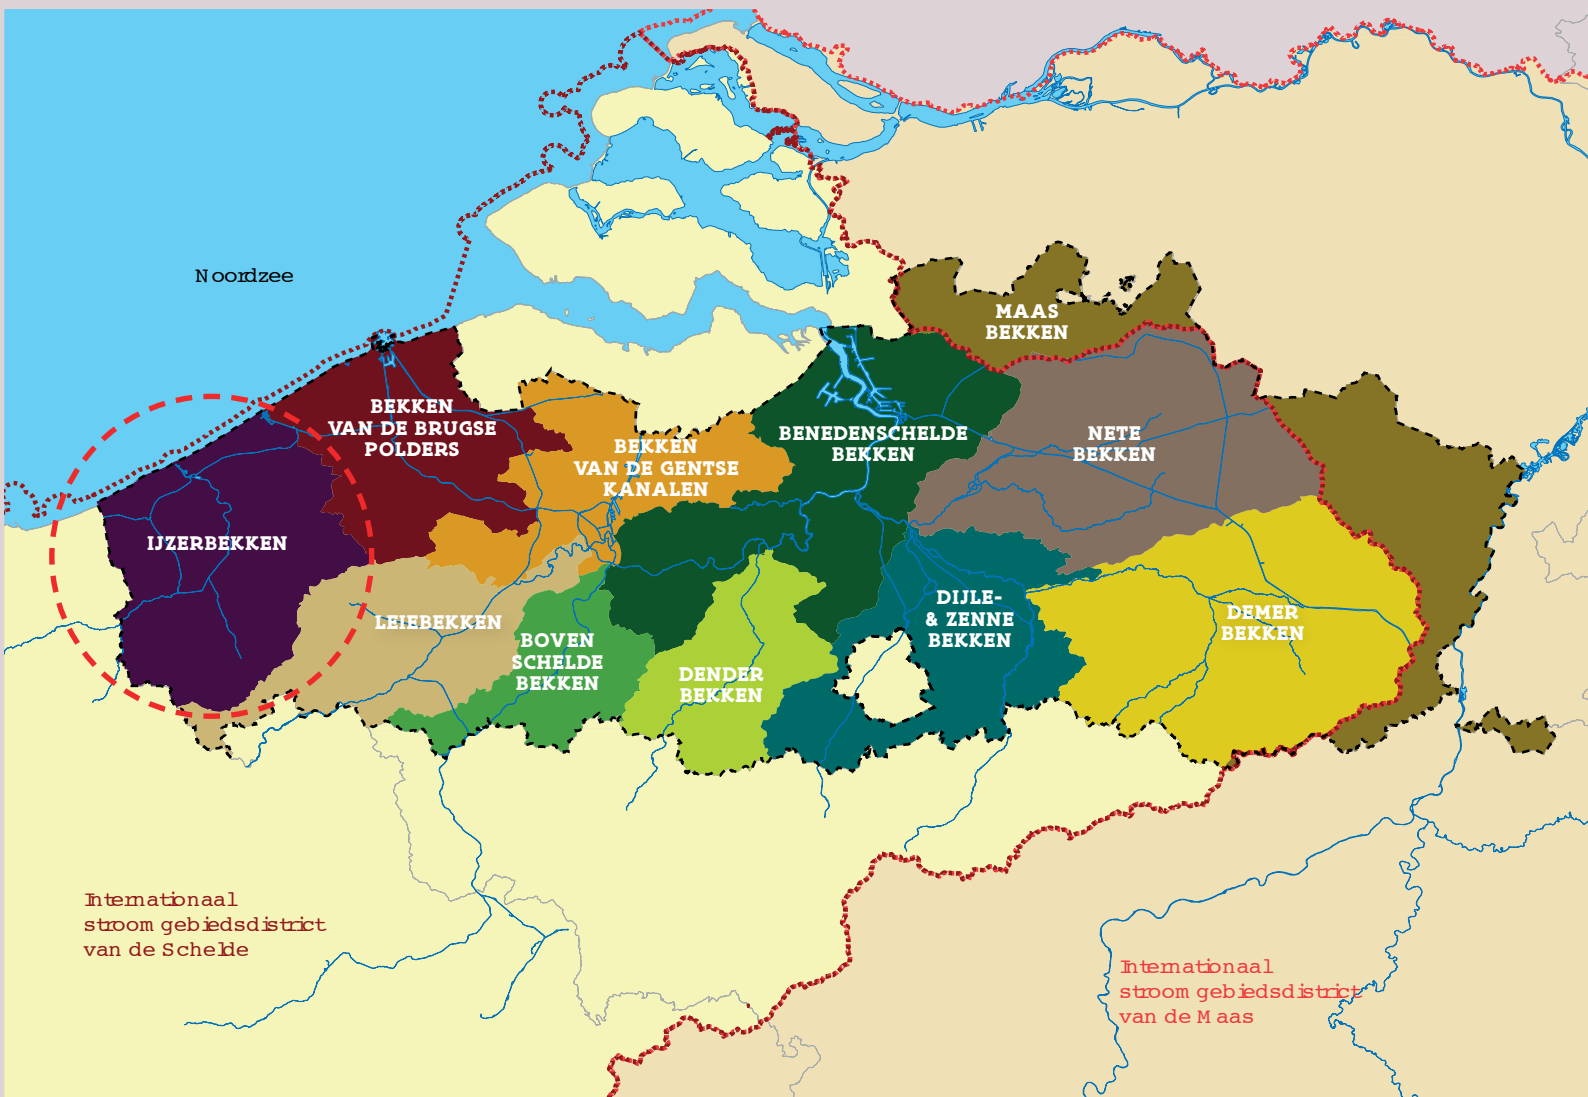 Noordzee
MAAS
BEKKEN
BEKKEN
VAN DE BRUGSE
POLDERS
BEKKEN
VAN DE GENTSE
KANALEN
BENEDENSCHELDE
BEKKEN
NETE
BEKKEN
IJZERBEKKEN
LEIEBEKKEN
BOVEN
SCHELDE
BEKKEN
DENDER
BEKKEN
DIJLE-
& ZENNE
BEKKEN
DEMER
BEKKEN
Internationaal
stroomgebiedsdistrict
van de Schelde
Internationaal
stroomgebiedsdistrict
van de Maas